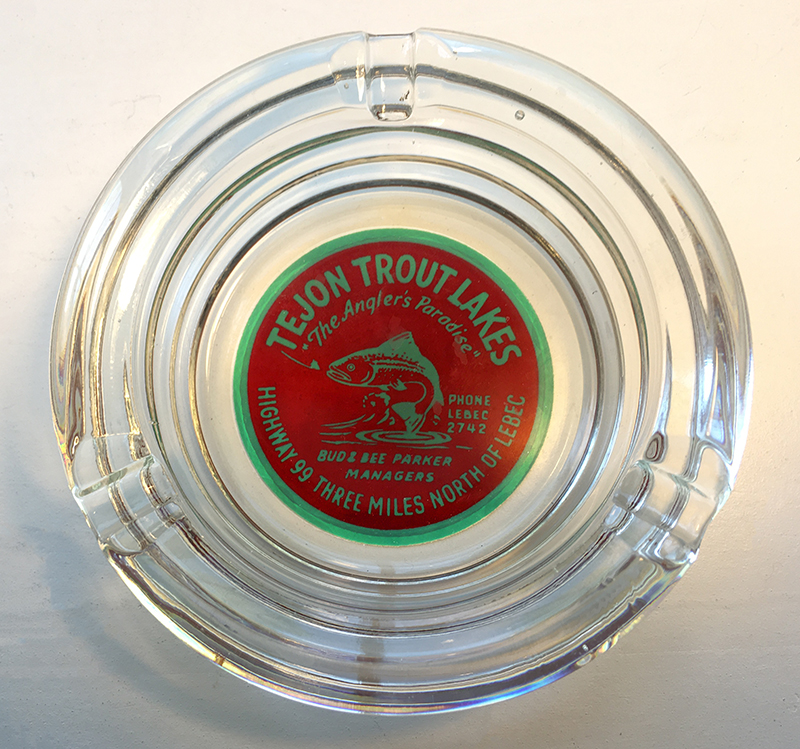 TEJON TROUT LAKES
"The Angler's Paradise"
PHONE
LEBEC
2742
BUD & BEE PARKER
MANAGERS
HIGHWAY 99 THREE MILES NORTH OF LEBEC